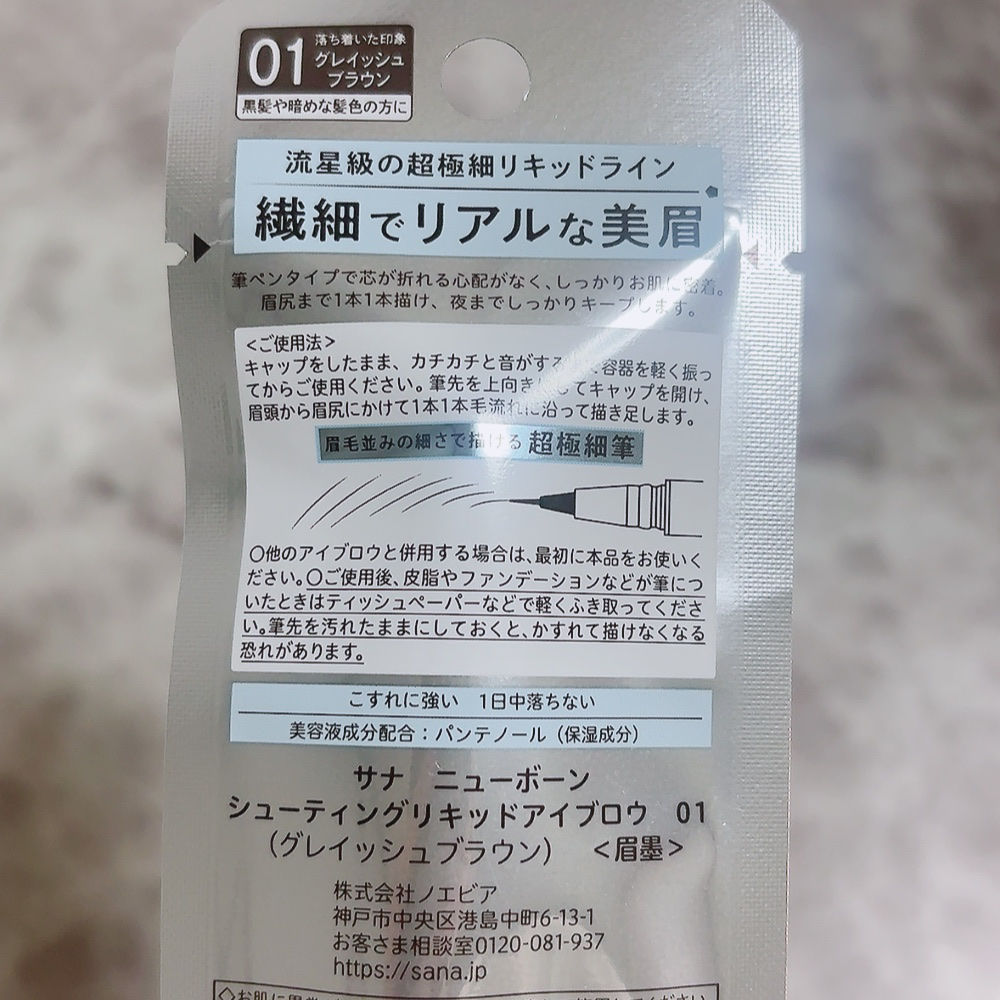 01
落ち着いた印象
グレイッシュ
ブラウン
黒髪や暗めな髪色の方に
流星級の超極細リキッドライン
繊細でリアルな美眉
筆ペンタイプで芯が折れる心配がなく、しっかりお肌に密着。
眉尻まで1本1本描け、夜までしっかりキープします。
<ご使用法>
キャップをしたまま、カチカチと音がする 容器を軽く振っ
てからご使用ください。筆先を上向きにしてキャップを開け、
眉頭から眉尻にかけて1本1本毛流れに沿って描き足します。
眉毛並みの細さで描ける 超極細筆
〇他のアイブロウと併用する場合は、最初に本品をお使いく
ださい。〇ご使用後、皮脂やファンデーションなどが筆につ
いたときはティッシュペーパーなどで軽くふき取ってくださ
い。筆先を汚れたままにしておくと、かすれて描けなくなる
恐れがあります。
こすれに強い 1日中落ちない
美容液成分配合：パンテノール（保湿成分）
サナ ニューボーン
シューティングリキッドアイブロウ 01
（グレイッシュブラウン） <眉墨>
株式会社ノエビア
神戸市中央区港島中町6-13-1
お客さま相談室0120-081-937
https://sana.jp
◇お肌に